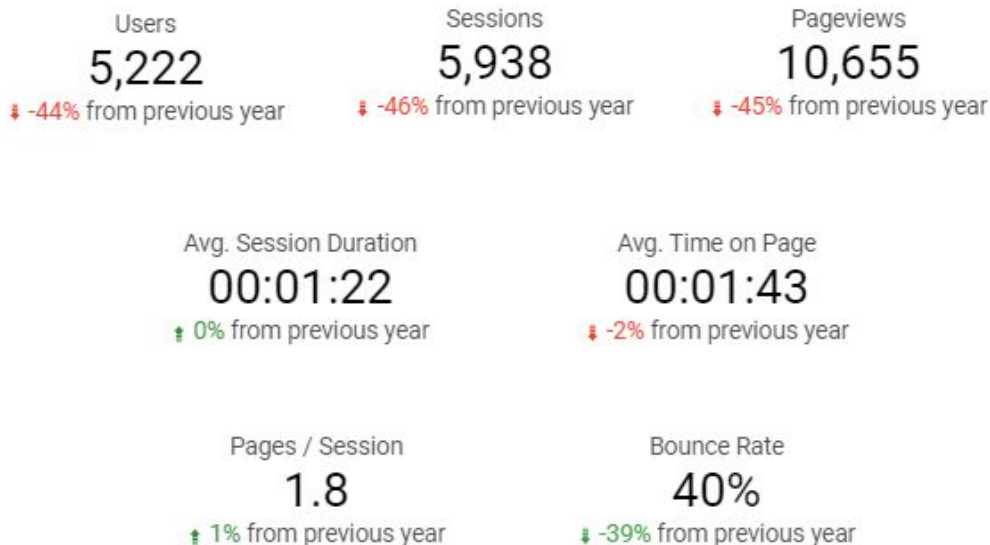 Users
5,222
-44% from previous year
Sessions
5,938
-46% from previous year
Pageviews
10,655
-45% from previous year
Avg. Session Duration
00:01:22
0% from previous year
Avg. Time on Page
00:01:43
-2% from previous year
Pages / Session
1.8
1% from previous year
Bounce Rate
40%
-39% from previous year